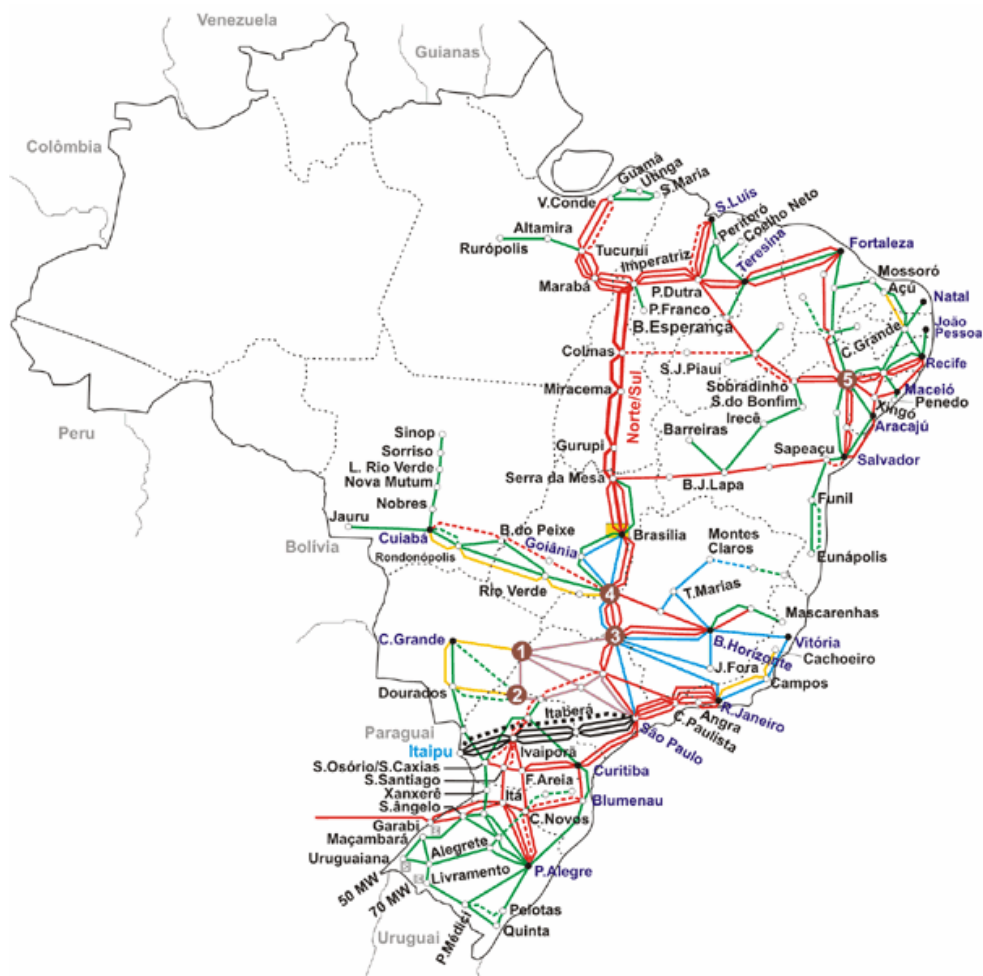 Venezuela
Guianas
Colômbia
Guamá
Utinga
S.Maria
V.Conde
S.Luis
Peritoró
Coelho Neto
Altamira
Rurópolis
Tucuruí
Imperatriz
Teresina
Fortaleza
Marabá
P.Dutra
P.Franco
B.Esperança
Mossoró
Açú
Natal
João
Pessoa
C.Grande
Recife
Colinas
S.J.Piauí
Miracema
Norte/Sul
Sobradinho
S.do Bonfim
5
Maceió
Penedo
Xingó
Aracajú
Irecê
Barreiras
Peru
Sinop
Sorriso
L. Rio Verde
Nova Mutum
Nobres
Gurupi
Serra da Mesa
B.J.Lapa
Sapeaçu
Salvador
Funil
Jauru
Bolívia
Cuiabá
Rondonópolis
B.do Peixe
Goiânia
Brasília
Montes
Claros
Eunápolis
Rio Verde
4
T.Marias
Mascarenhas
C.Grande
1
3
B.Horizonte
Vitória
Cachoeiro
J.Fora
Campos
Dourados
2
Itaberá
R.Janeiro
Angra
C.Paulista
São Paulo
Paraguai
Itaipu
Ivaiporã
S.Osório/S.Caxias
S.Santiago
F.Areia
Curitiba
Xanxerê
Itá
Blumenau
S.ângelo
C.Novos
Garabi
Maçambará
Alegrete
Uruguaiana
Livramento
P.Alegre
50 MW
70 MW
Uruguai
P.Médici
Pelotas
Quinta